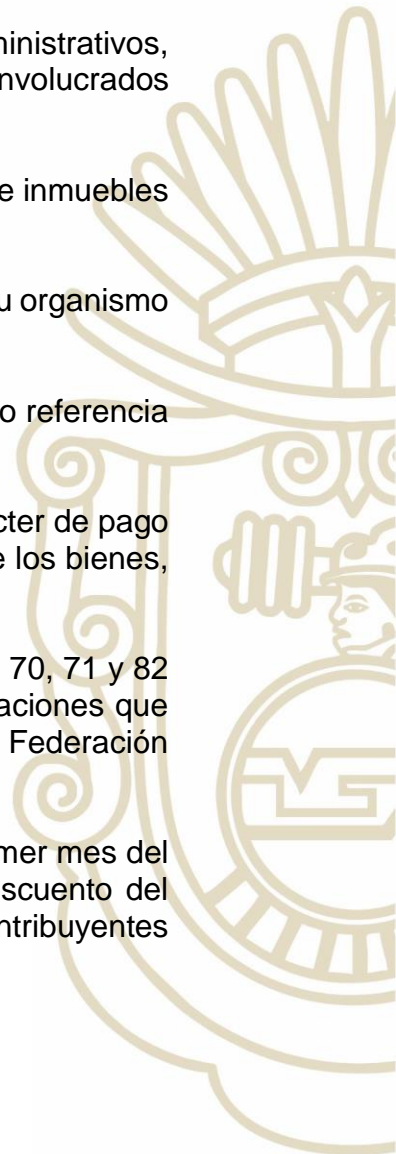 ministrativos,
nvolucrados
e inmuebles
u organismo
o referencia
cter de pago
e los bienes,
70, 71 y 82
aciones que
Federación
mer mes del
scuento del
ntribuyentes